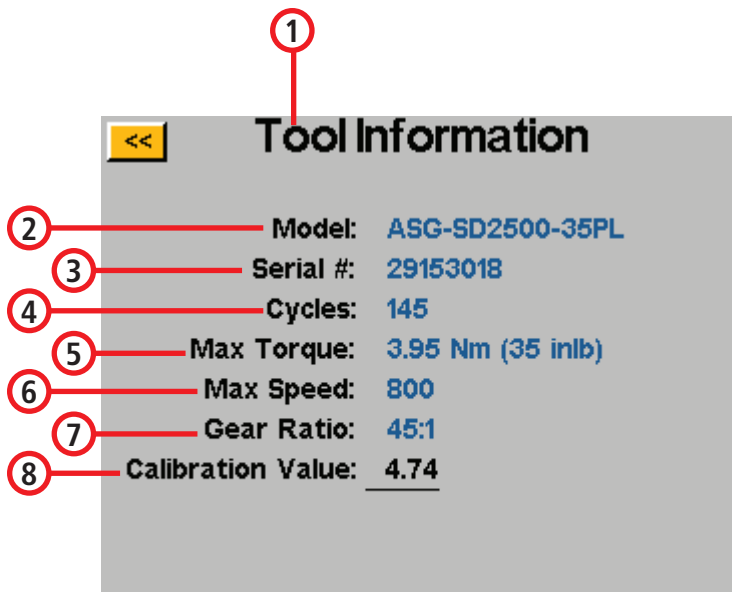 1
<< Tool Information
2 Model: ASG-SD2500-35PL
3 Serial #: 29153018
4 Cycles: 145
5 Max Torque: 3.95 Nm (35 inlb)
6 Max Speed: 800
7 Gear Ratio: 45:1
8 Calibration Value: 4.74